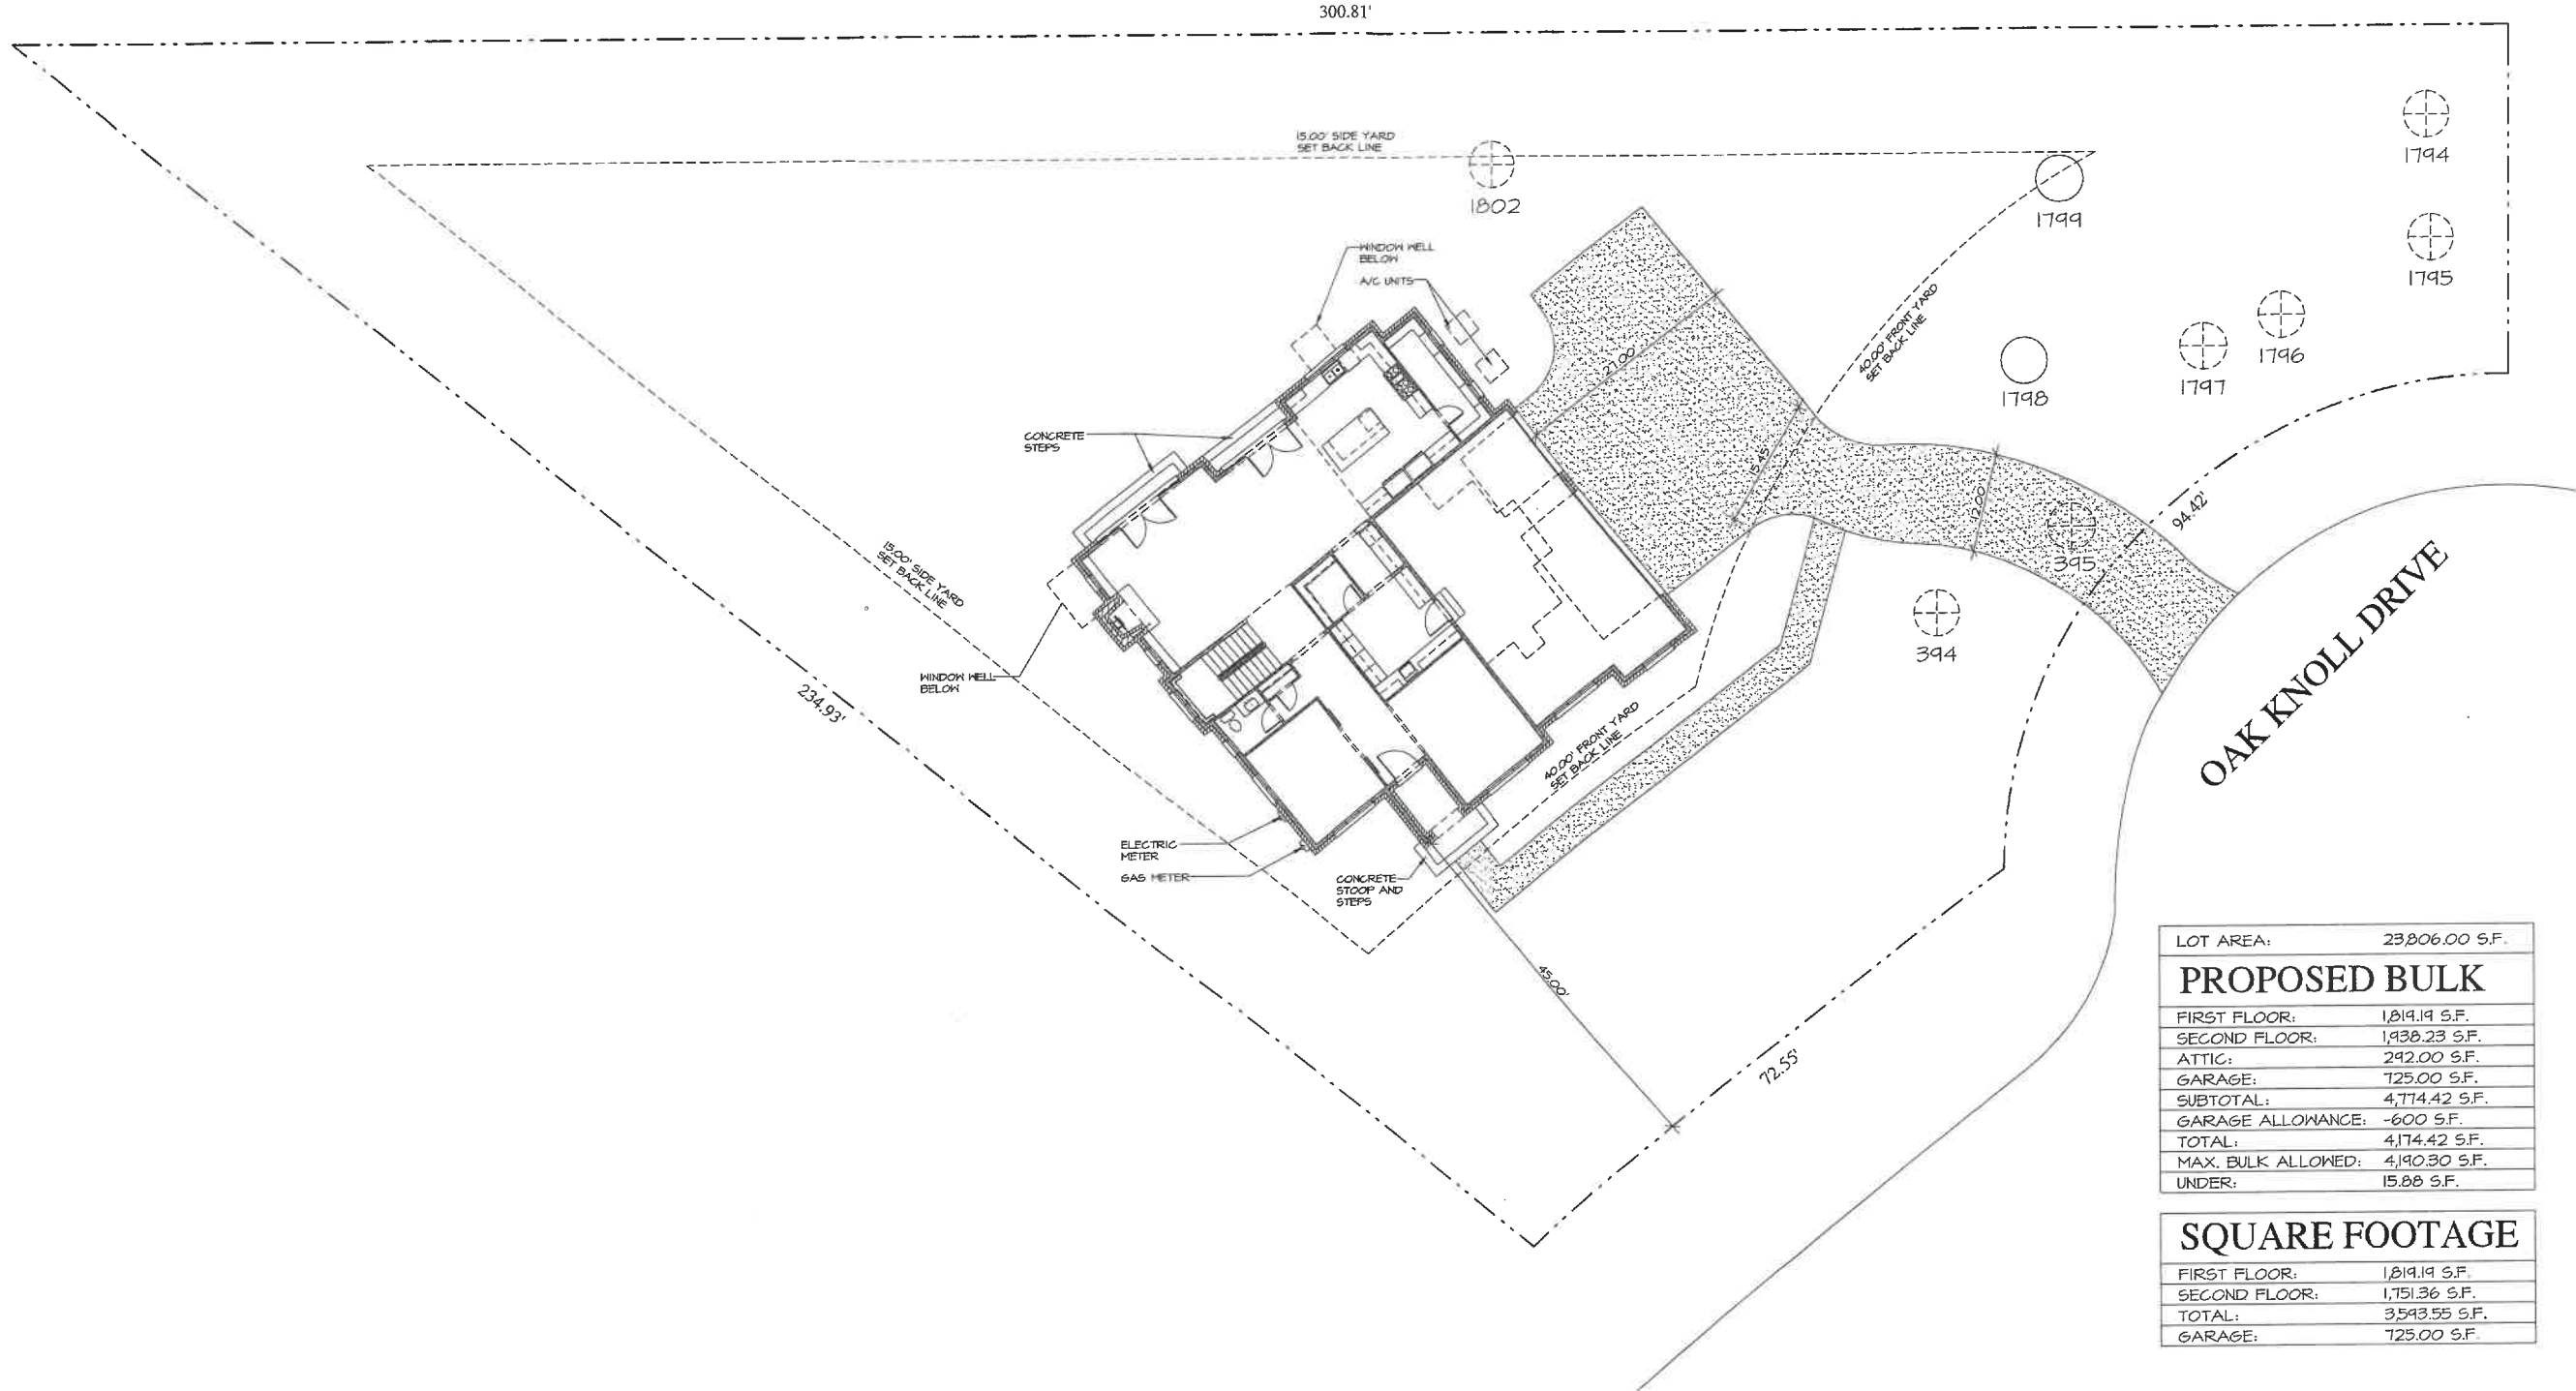 300.81'
15.00' SIDE YARD
SET BACK LINE
1794
1802
1799
1795
WINDOW WELL
BELOW
A/C UNITS
40.00' FRONT YARD
SET BACK LINE
1796
1797
1798
27.00'
CONCRETE
STEPS
15.45'
12.00'
94.42'
395
15.00' SIDE YARD
SET BACK LINE
394
OAK KNOLL DRIVE
WINDOW WELL
BELOW
234.93'
40.00' FRONT YARD
SET BACK LINE
ELECTRIC
METER
GAS METER
CONCRETE
STOOP AND
STEPS
45.00'
72.55'
LOT AREA: 23,806.00 S.F.
PROPOSED BULK
FIRST FLOOR: 1,819.19 S.F.
SECOND FLOOR: 1,938.23 S.F.
ATTIC: 292.00 S.F.
GARAGE: 725.00 S.F.
SUBTOTAL: 4,774.42 S.F.
GARAGE ALLOWANCE: -600 S.F.
TOTAL: 4,174.42 S.F.
MAX. BULK ALLOWED: 4,190.30 S.F.
UNDER: 15.88 S.F.
SQUARE FOOTAGE
FIRST FLOOR: 1,819.19 S.F.
SECOND FLOOR: 1,751.36 S.F.
TOTAL: 3,593.55 S.F.
GARAGE: 725.00 S.F.